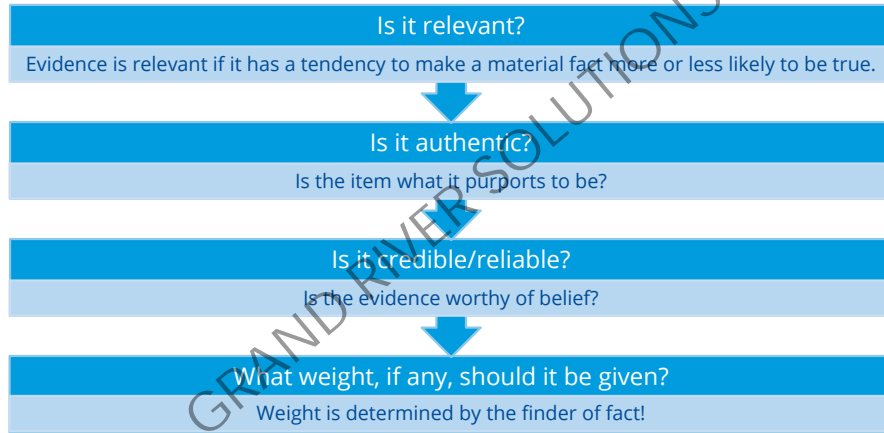 Is it relevant?
Evidence is relevant if it has a tendency to make a material fact more or less likely to be true.
Is it authentic?
Is the item what it purports to be?
Is it credible/reliable?
Is the evidence worthy of belief?
What weight, if any, should it be given?
Weight is determined by the finder of fact!
GRAND RIVER SOLUTIONS